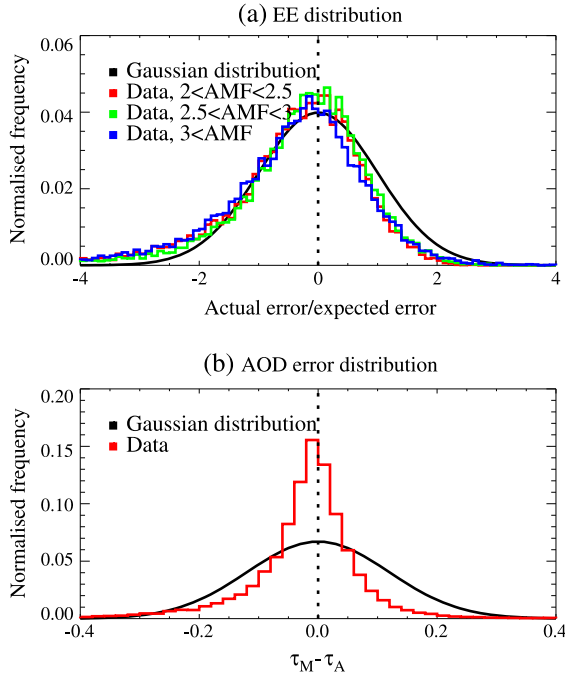 (a) EE distribution
0.06
Gaussian distribution
Data, 2<AMF<2.5
Data, 2.5<AMF<3
Data, 3<AMF
0.04
0.02
0.00
Normalised frequency
-4 -2 0 2 4
Actual error/expected error
(b) AOD error distribution
0.20
Gaussian distribution
Data
0.15
0.10
0.05
0.00
Normalised frequency
-0.4 -0.2 0.0 0.2 0.4
τM-τA